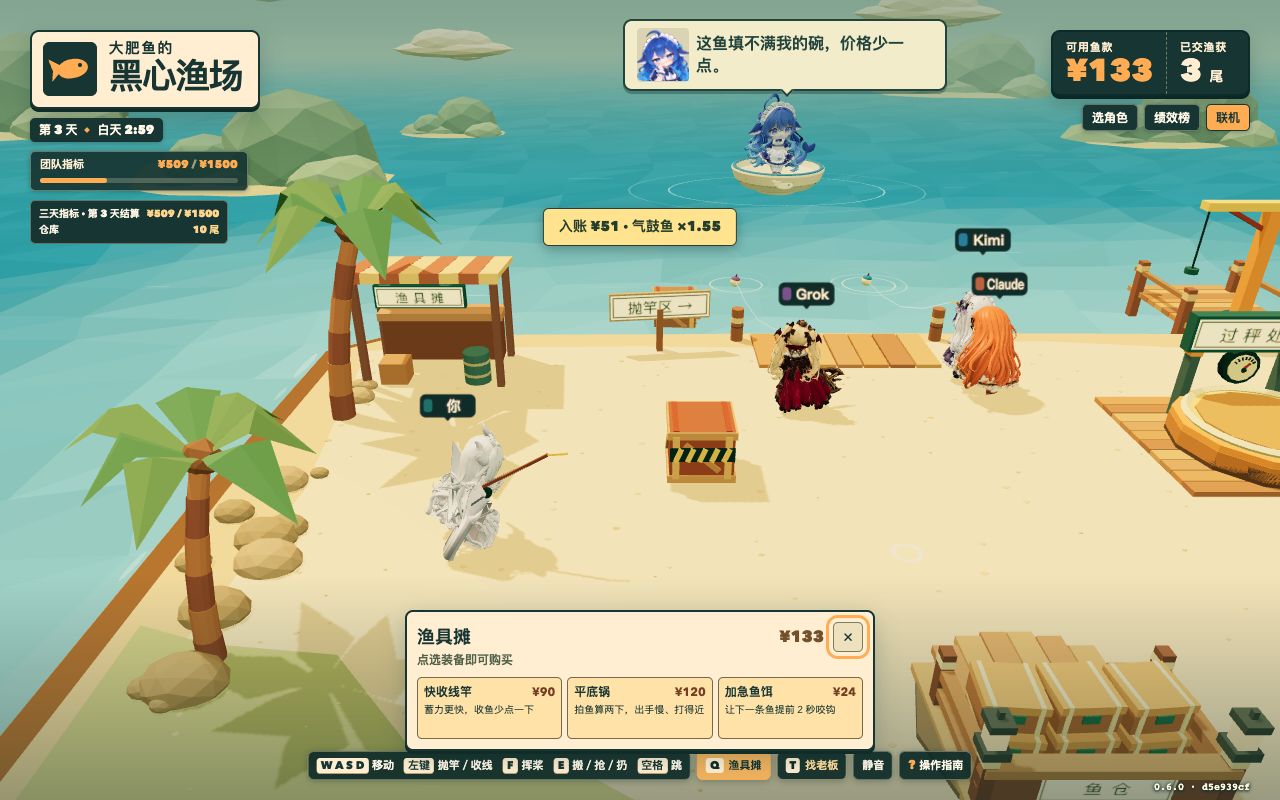 大肥鱼的
黑心渔场
第 3 天 • 白天 2:59
团队指标 ¥509 / ¥1500
三天指标 • 第 3 天结算 ¥509 / ¥1500
仓库 10 尾
这鱼填不满我的碗，价格少一
点。
可用鱼款 已交渔获
¥133 3 尾
选角色 绩效榜 联机
入账 ¥51 • 气鼓鱼 ×1.55
Kimi
Claude
Grok
渔具摊
抛竿区 →
过秤处
你
渔具摊 ¥133 ×
点选装备即可购买
快收线竿 ¥90
蓄力更快，收鱼少点一下
平底锅 ¥120
拍鱼算两下，出手慢、打得近
加急鱼饵 ¥24
让下一条鱼提前 2 秒咬钩
W A S D 移动 左键 抛竿 / 收线 F 挥桨 E 搬 / 抢 / 扔 空格 跳 Q 渔具摊 T 找老板 静音 ? 操作指南
鱼仓
0.6.0 · d5e939cf